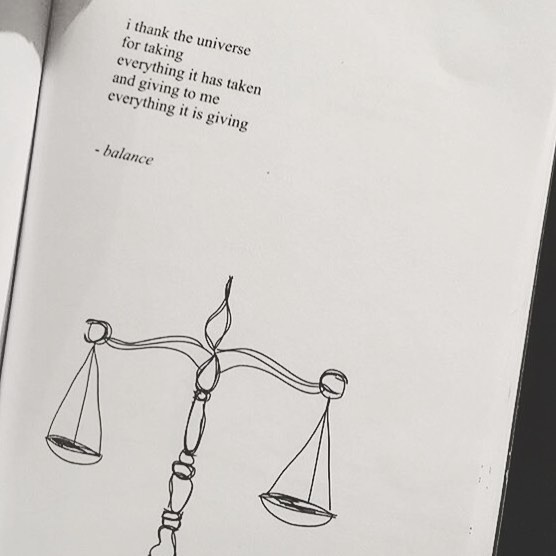 i thank the universe
for taking
everything it has taken
and giving to me
everything it is giving
- balance